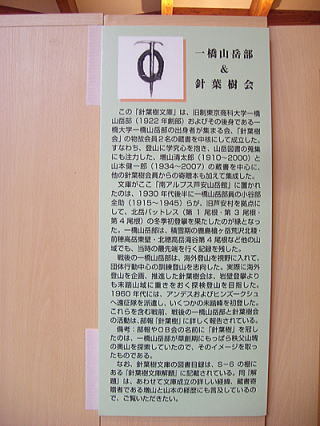 一橋山岳部
&
針葉樹会
この「針葉樹文庫」は、旧制東京商科大学一橋
山岳部（1922年創部）およびその後身である一
橋大学一橋山岳部の出身者が集まる会、「針葉樹
会」の物故会員2名の蔵書を中核にして成立した。
すなわち、登山に学究心を抱き、山岳図書の蒐集
にも注力した、増山清太郎（1910～2000）と
山本健一郎（1934～2007）の蔵書を中心に、
他の針葉樹会員からの寄贈本も加えて集成した。
文庫がここ「南アルプス芦安山岳館」に置かれ
たのは、1930年代後半に一橋山岳部員の小谷部
全助（1915～1945）らが、旧芦安村を拠点に
して、北岳バットレス（第1尾根・第3尾根・
第4尾根）の冬季初登攀を果たしたのが縁となっ
た。一橋山岳部は、積雪期の鹿島槍ヶ岳荒沢北稜・
前穂高岳東壁・北穂高岳滝谷第4尾根など他の山
域でも、当時の最先端を行く記録を残した。
戦後の一橋山岳部は、海外登山を視野に入れて、
団体行動中心の訓練登山を志向した。実際に海外
登山を企画、推進した針葉樹会は、岩壁登攀より
も未踏山域に重きをおく探検登山を目指した。
1960年代には、アンデスおよびヒンズークシュ
へ遠征隊を派遣し、いくつかの未踏峰を初登した。
これらを含む戦前、戦後の一橋山岳部と針葉樹会
の活動は、部報「針葉樹」に詳しく報告されている。
備考：部報やOB会の名前に「針葉樹」を冠し
たのは、一橋山岳部が草創期にもっぱら秩父山塊
の奥山を探索していたので、そのイメージを取っ
たものである。
なお、針葉樹文庫の図書目録は、S-6の棚に
ある「針葉樹文庫解題」に記載されている。同「解
題」は、あわせて文庫成立の詳しい経緯、蔵書寄
贈者である増山と山本の経歴にも言及しているの
で、ご覧いただきたい。